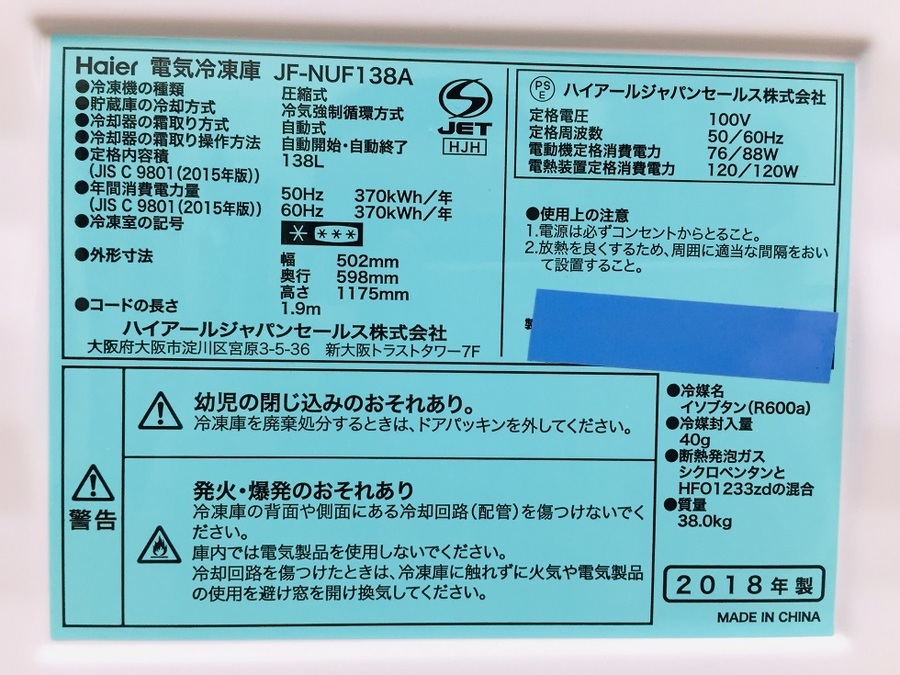 Haier 電気冷凍庫 JF-NUF138A
●冷凍機の種類 圧縮式
●貯蔵庫の冷却方式 冷気強制循環方式
●冷却器の霜取り方式 自動式
●冷却器の霜取り操作方法 自動開始・自動終了
●定格内容積 138L
(JIS C 9801(2015年版))
●年間消費電力量 50Hz 370kWh/年
(JIS C 9801(2015年版)) 60Hz 370kWh/年
●冷凍室の記号 * ***
●外形寸法 幅 502mm
奥行 598mm
高さ 1175mm
●コードの長さ 1.9m
ハイアールジャパンセールス株式会社
大阪府大阪市淀川区宮原3-5-36 新大阪トラストタワー7F
S JET
HJH
PS E ハイアールジャパンセールス株式会社
定格電圧 100V
定格周波数 50/60Hz
電動機定格消費電力 76/88W
電熱装置定格消費電力 120/120W
●使用上の注意
1.電源は必ずコンセントからとること。
2.放熱を良くするため、周囲に適当な間隔をおい
て設置すること。
警告
幼児の閉じ込みのおそれあり。
冷凍庫を廃棄処分するときは、ドアパッキンを外してください。
発火・爆発のおそれあり
冷凍庫の背面や側面にある冷却回路(配管)を傷つけないでく
ださい。
庫内では電気製品を使用しないでください。
冷却回路を傷つけたときは、冷凍庫に触れずに火気や電気製品
の使用を避け窓を開け換気してください。
●冷媒名
イソブタン(R600a)
●冷媒封入量
40g
●断熱発泡ガス
シクロペンタンと
HFO1233zdの混合
●質量
38.0kg
2018年製
MADE IN CHINA